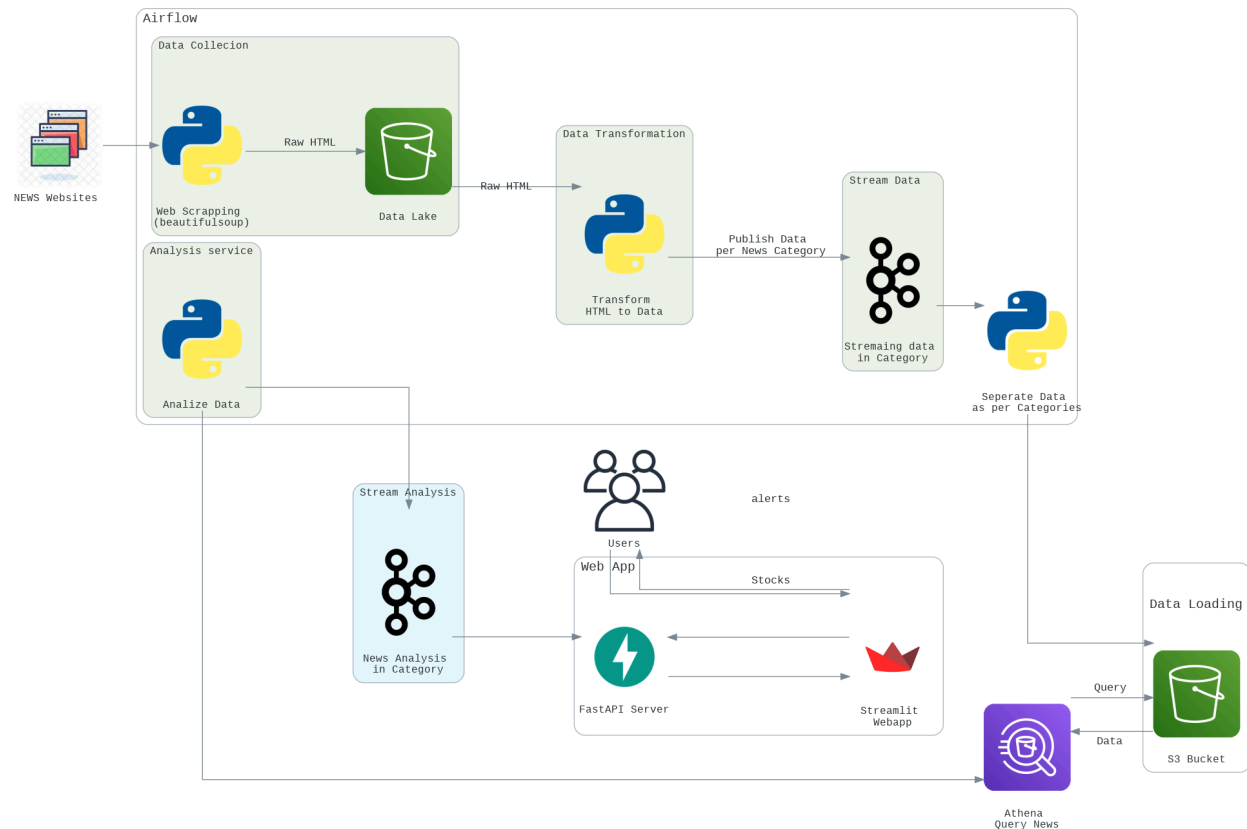 Airflow
Data Collecion
NEWS Websites
Raw HTML
Web Scrapping
(beautifulsoup)
Data Lake
Raw HTML
Data Transformation
Transform
HTML to Data
Publish Data
per News Category
Stream Data
Stremaing data
in Category
Seperate Data
as per Categories
Analysis service
Analize Data
Stream Analysis
News Analysis
in Category
Users
alerts
Web App
Stocks
FastAPI Server
Streamlit
Webapp
Data Loading
Query
Data
S3 Bucket
Athena
Query News